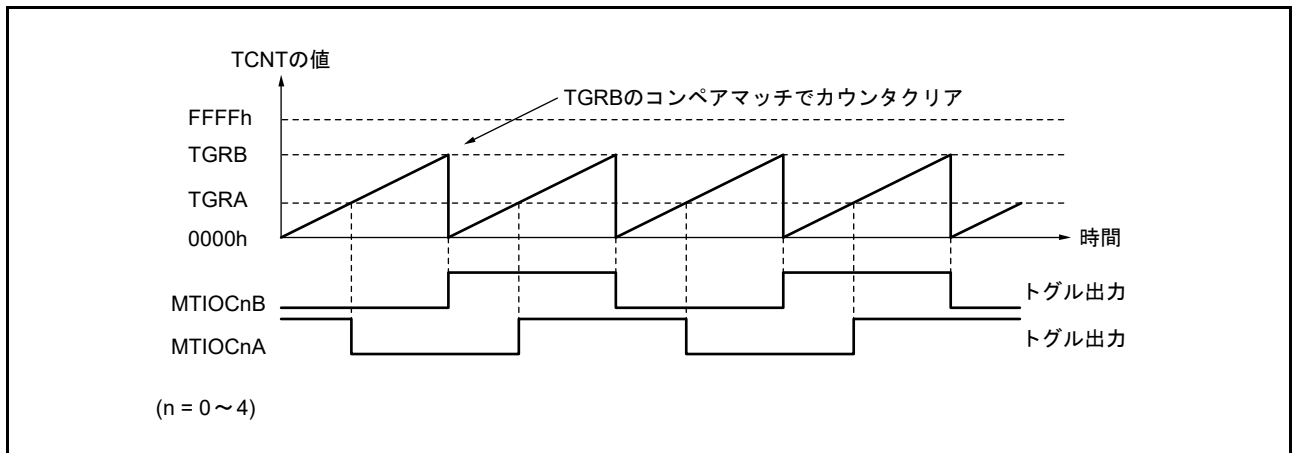 TCNTの値
TGRBのコンペアマッチでカウンタクリア
FFFFh
TGRB
TGRA
0000h
時間
MTIOCnB
トグル出力
MTIOCnA
トグル出力
(n = 0～4)